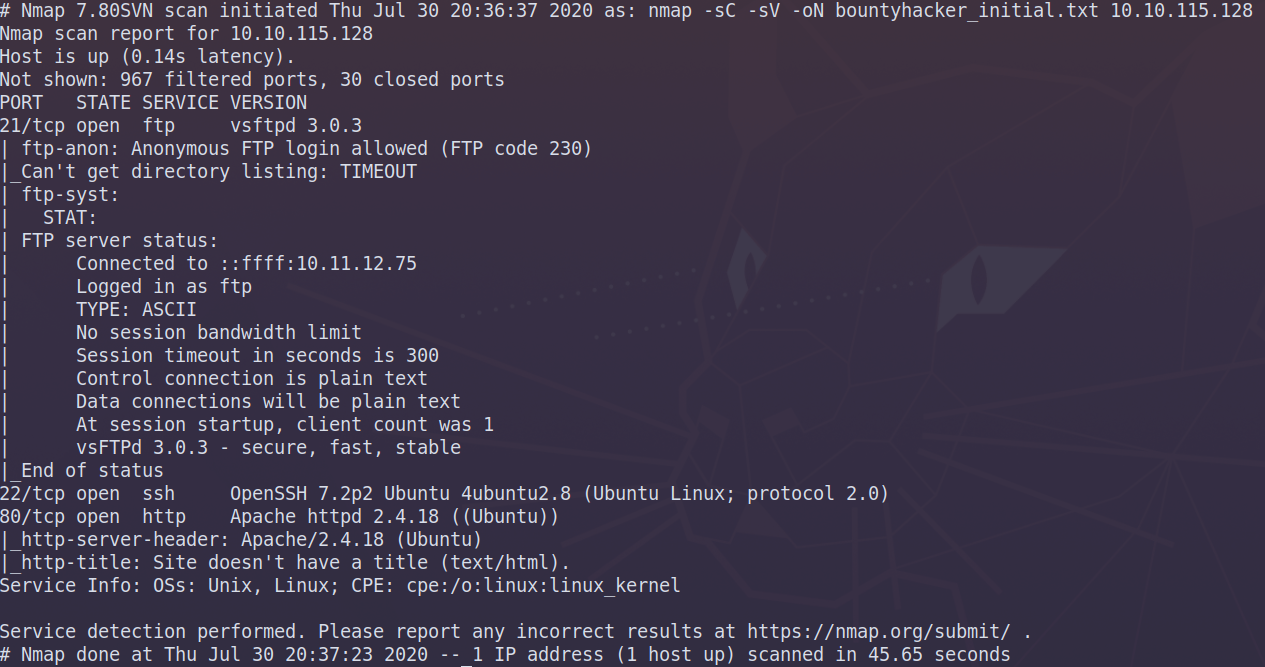 # Nmap 7.80SVN scan initiated Thu Jul 30 20:36:37 2020 as: nmap -sC -sV -oN bountyhacker_initial.txt 10.10.115.128
Nmap scan report for 10.10.115.128
Host is up (0.14s latency).
Not shown: 967 filtered ports, 30 closed ports
PORT   STATE SERVICE VERSION
21/tcp open  ftp     vsftpd 3.0.3
| ftp-anon: Anonymous FTP login allowed (FTP code 230)
|_Can't get directory listing: TIMEOUT
| ftp-syst:
|   STAT:
| FTP server status:
|      Connected to ::ffff:10.11.12.75
|      Logged in as ftp
|      TYPE: ASCII
|      No session bandwidth limit
|      Session timeout in seconds is 300
|      Control connection is plain text
|      Data connections will be plain text
|      At session startup, client count was 1
|      vsFTPd 3.0.3 - secure, fast, stable
|_End of status
22/tcp open  ssh     OpenSSH 7.2p2 Ubuntu 4ubuntu2.8 (Ubuntu Linux; protocol 2.0)
80/tcp open  http    Apache httpd 2.4.18 ((Ubuntu))
|_http-server-header: Apache/2.4.18 (Ubuntu)
|_http-title: Site doesn't have a title (text/html).
Service Info: OSs: Unix, Linux; CPE: cpe:/o:linux:linux_kernel

Service detection performed. Please report any incorrect results at https://nmap.org/submit/ .
# Nmap done at Thu Jul 30 20:37:23 2020 -- 1 IP address (1 host up) scanned in 45.65 seconds